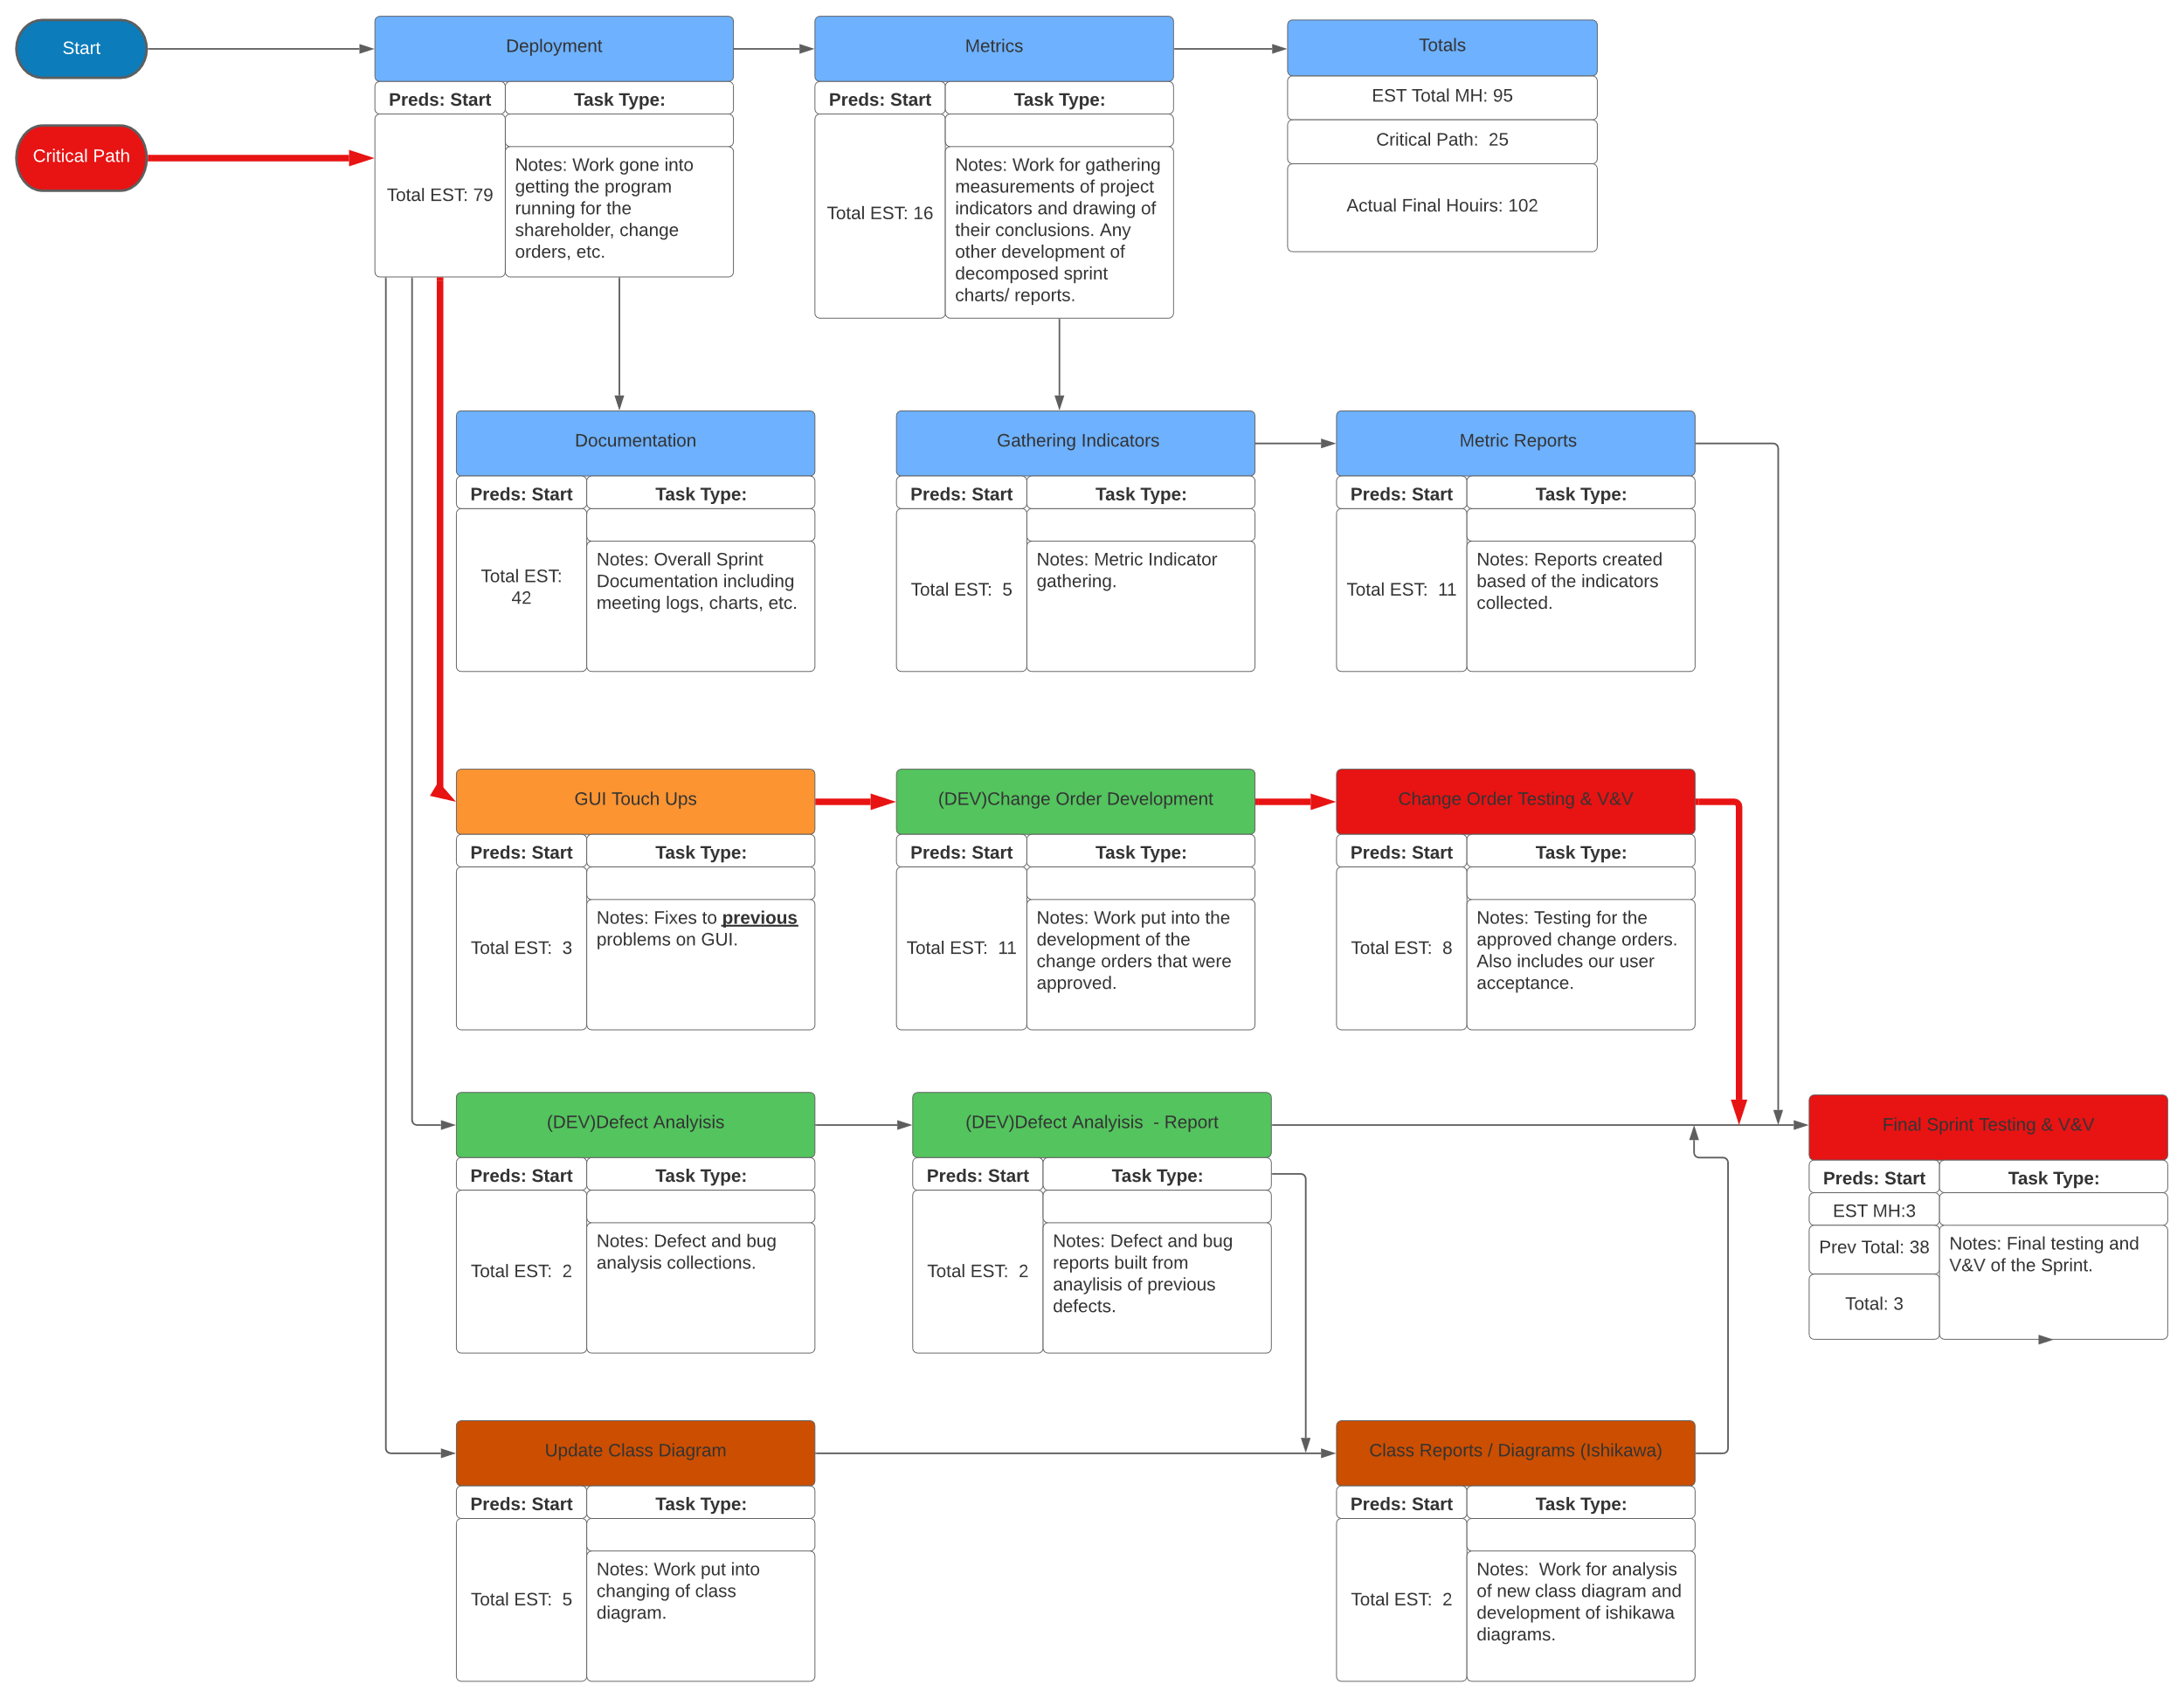 Start
Critical Path
Deployment
Preds: Start
Task Type:
Total EST: 79
Notes: Work gone into
getting the program
running for the
shareholder, change
orders, etc.
Metrics
Preds: Start
Task Type:
Total EST: 16
Notes: Work for gathering
measurements of project
indicators and drawing of
their conclusions. Any
other development of
decomposed sprint
charts/ reports.
Totals
EST Total MH: 95
Critical Path:  25
Actual Final Houirs: 102
Documentation
Preds: Start
Task Type:
Total EST:
42
Notes: Overall Sprint
Documentation including
meeting logs, charts, etc.
Gathering Indicators
Preds: Start
Task Type:
Total EST:  5
Notes: Metric Indicator
gathering.
Metric Reports
Preds: Start
Task Type:
Total EST:  11
Notes: Reports created
based of the indicators
collected.
GUI Touch Ups
Preds: Start
Task Type:
Total EST:  3
Notes: Fixes to previous
problems on GUI.
(DEV)Change Order Development
Preds: Start
Task Type:
Total EST:  11
Notes: Work put into the
development of the
change orders that were
approved.
Change Order Testing & V&V
Preds: Start
Task Type:
Total EST:  8
Notes: Testing for the
approved change orders.
Also includes our user
acceptance.
(DEV)Defect Analyisis
Preds: Start
Task Type:
Total EST:  2
Notes: Defect and bug
analysis collections.
(DEV)Defect Analyisis  - Report
Preds: Start
Task Type:
Total EST:  2
Notes: Defect and bug
reports built from
anaylisis of previous
defects.
Final Sprint Testing & V&V
Preds: Start
Task Type:
EST MH:3
Prev Total: 38
Total: 3
Notes: Final testing and
V&V of the Sprint.
Update Class Diagram
Preds: Start
Task Type:
Total EST:  5
Notes: Work put into
changing of class
diagram.
Class Reports / Diagrams (Ishikawa)
Preds: Start
Task Type:
Total EST:  2
Notes:  Work for analysis
of new class diagram and
development of ishikawa
diagrams.